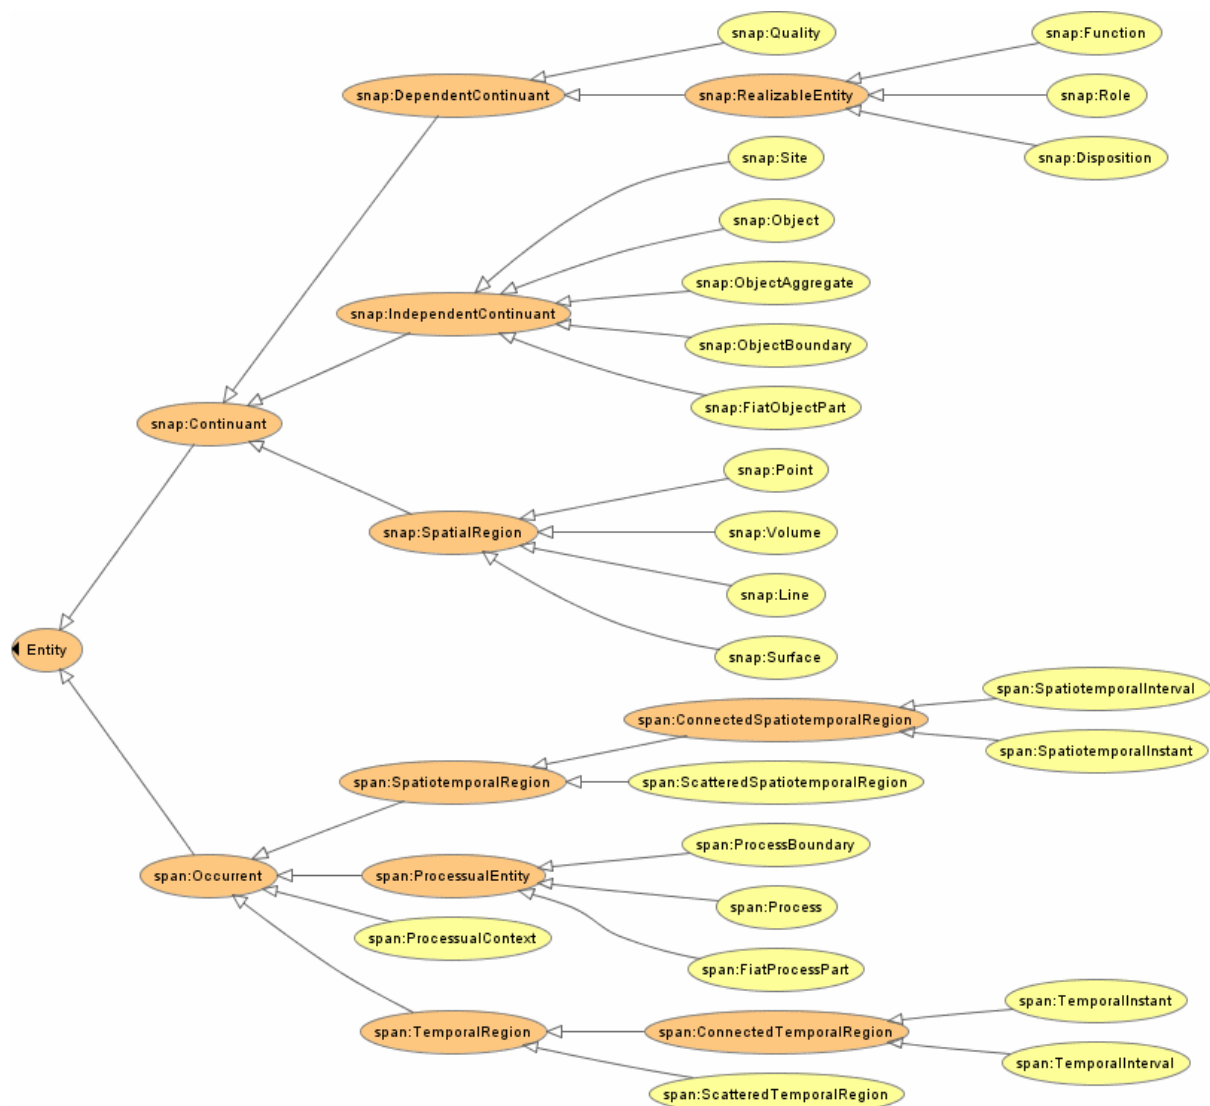 snap:Quality
snap:Function
snap:DependentContinuant
snap:RealizableEntity
snap:Role
snap:Site
snap:Disposition
snap:Object
snap:ObjectAggregate
snap:IndependentContinuant
snap:ObjectBoundary
snap:FiatObjectPart
snap:Continuant
snap:Point
snap:SpatialRegion
snap:Volume
snap:Line
Entity
snap:Surface
span:SpatiotemporalInterval
span:ConnectedSpatiotemporalRegion
span:SpatiotemporalInstant
span:SpatiotemporalRegion
span:ScatteredSpatiotemporalRegion
span:ProcessBoundary
span:Occurrent
span:ProcessualEntity
span:Process
span:ProcessualContext
span:FiatProcessPart
span:TemporalInstant
span:TemporalRegion
span:ConnectedTemporalRegion
span:TemporalInterval
span:ScatteredTemporalRegion